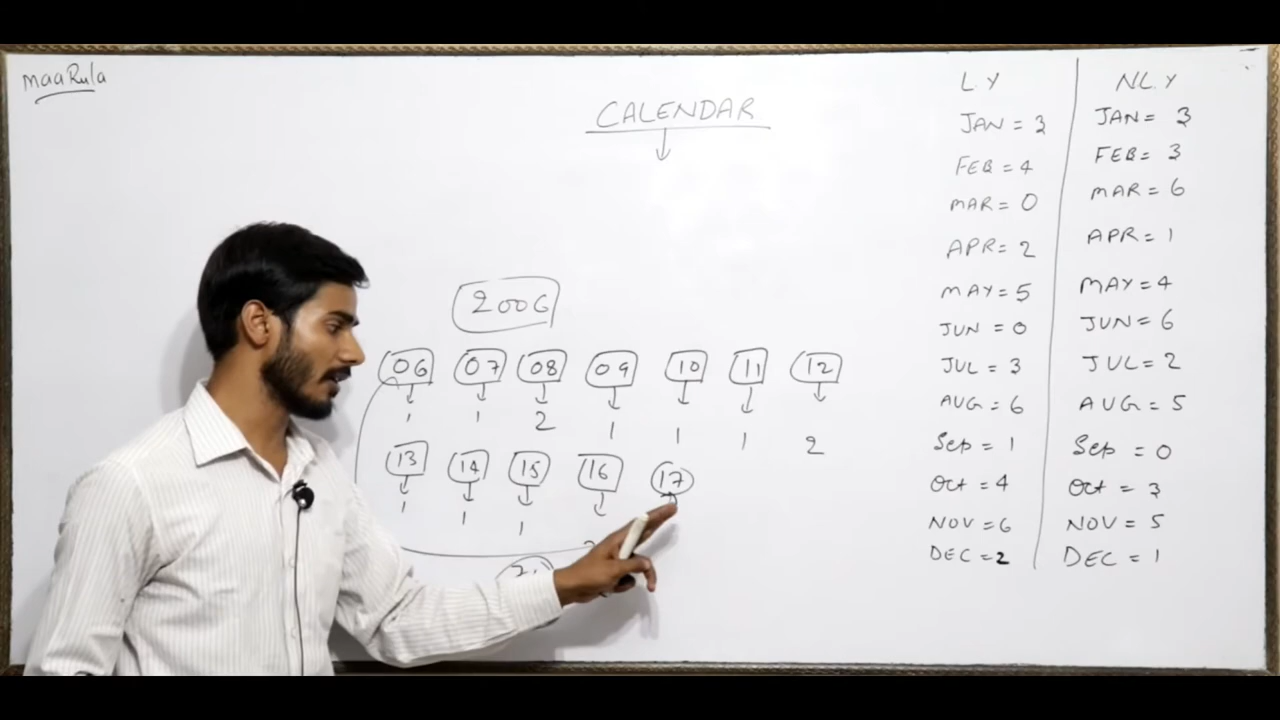 maaRula
CALENDAR
2006
06 07 08 09 10 11 12
1 1 2 1 1 1 2
13 14 15 16 17
1 1 1
L.Y NL.Y
JAN = 3 JAN = 3
FEB = 4 FEB = 3
MAR = 0 MAR = 6
APR = 2 APR = 1
MAY = 5 MAY = 4
JUN = 0 JUN = 6
JUL = 3 JUL = 2
AUG = 6 AUG = 5
Sep = 1 Sep = 0
Oct = 4 Oct = 3
NOV = 6 NOV = 5
DEC = 2 DEC = 1